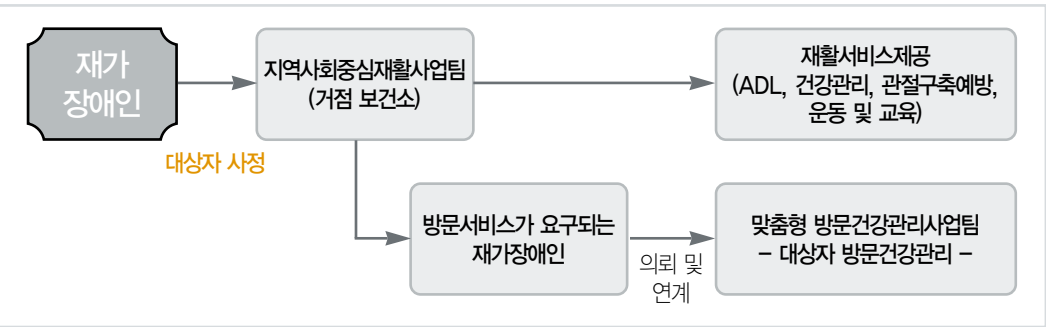 재가
장애인
대상자 사정
지역사회중심재활사업팀
(거점 보건소)
재활서비스제공
(ADL, 건강관리, 관절구축예방,
운동 및 교육)
방문서비스가 요구되는
재가장애인
의뢰 및
연계
맞춤형 방문건강관리사업팀
– 대상자 방문건강관리 –